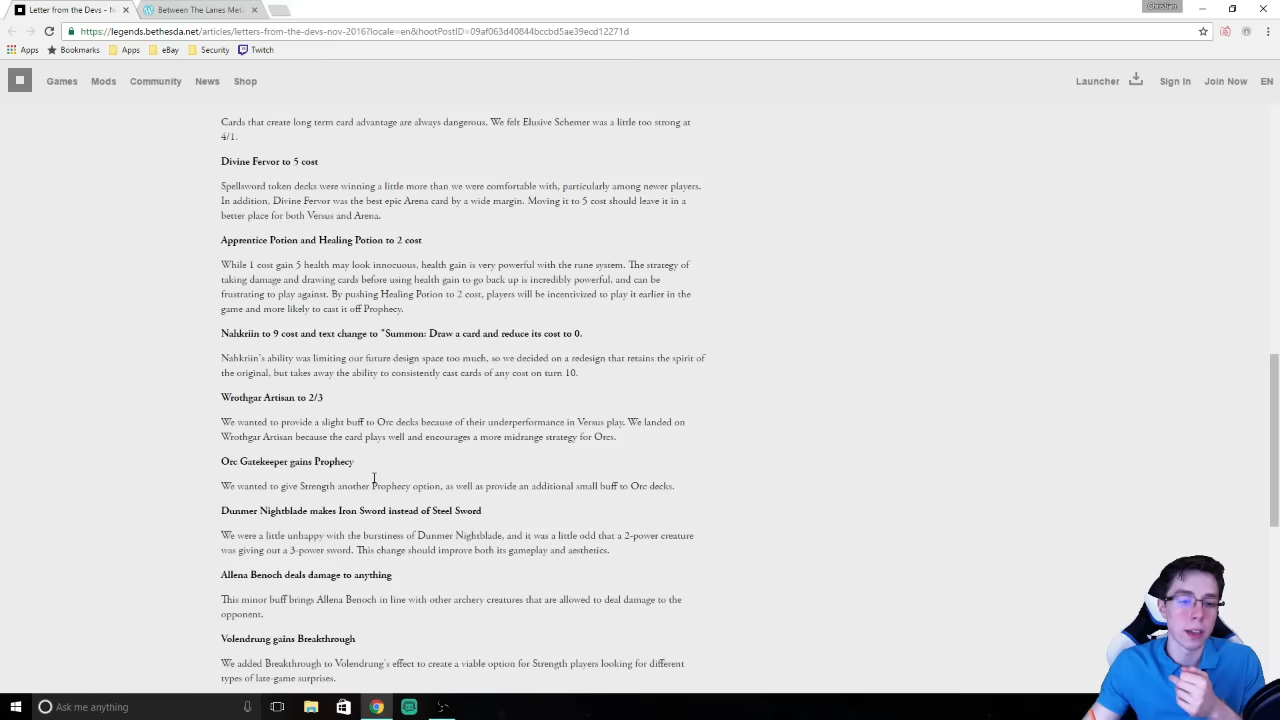 Letter from the Devs - Nov
Between The Lanes Meta
Christien
https://legends.bethesda.net/articles/letters-from-the-devs-nov-2016?locale=en&hootPostID=09af063d40844bccbd5ae39ecd12271d
Apps Bookmarks Apps eBay Security Twitch
Games Mods Community News Shop Launcher Sign In Join Now EN
Cards that create long term card advantage are always dangerous. We felt Elusive Schemer was a little too strong at
4/1.
Divine Fervor to 5 cost
Spellsword token decks were winning a little more than we were comfortable with, particularly among newer players.
In addition, Divine Fervor was the best epic Arena card by a wide margin. Moving it to 5 cost should leave it in a
better place for both Versus and Arena.
Apprentice Potion and Healing Potion to 2 cost
While 1 cost gain 5 health may look innocuous, health gain is very powerful with the rune system. The strategy of
taking damage and drawing cards before using health gain to go back up is incredibly powerful, and can be
frustrating to play against. By pushing Healing Potion to 2 cost, players will be incentivized to play it earlier in the
game and more likely to cast it off Prophecy.
Nahkriin to 9 cost and text change to "Summon: Draw a card and reduce its cost to 0.
Nahkriin's ability was limiting our future design space too much, so we decided on a redesign that retains the spirit of
the original, but takes away the ability to consistently cast cards of any cost on turn 10.
Wrothgar Artisan to 2/3
We wanted to provide a slight buff to Orc decks because of their underperformance in Versus play. We landed on
Wrothgar Artisan because the card plays well and encourages a more midrange strategy for Orcs.
Orc Gatekeeper gains Prophecy
We wanted to give Strength another Prophecy option, as well as provide an additional small buff to Orc decks.
Dunmer Nightblade makes Iron Sword instead of Steel Sword
We were a little unhappy with the burstiness of Dunmer Nightblade, and it was a little odd that a 2-power creature
was giving out a 3-power sword. This change should improve both its gameplay and aesthetics.
Allena Benoch deals damage to anything
This minor buff brings Allena Benoch in line with other archery creatures that are allowed to deal damage to the
opponent.
Volendrung gains Breakthrough
We added Breakthrough to Volendrung's effect to create a viable option for Strength players looking for different
types of late-game surprises.
Ask me anything